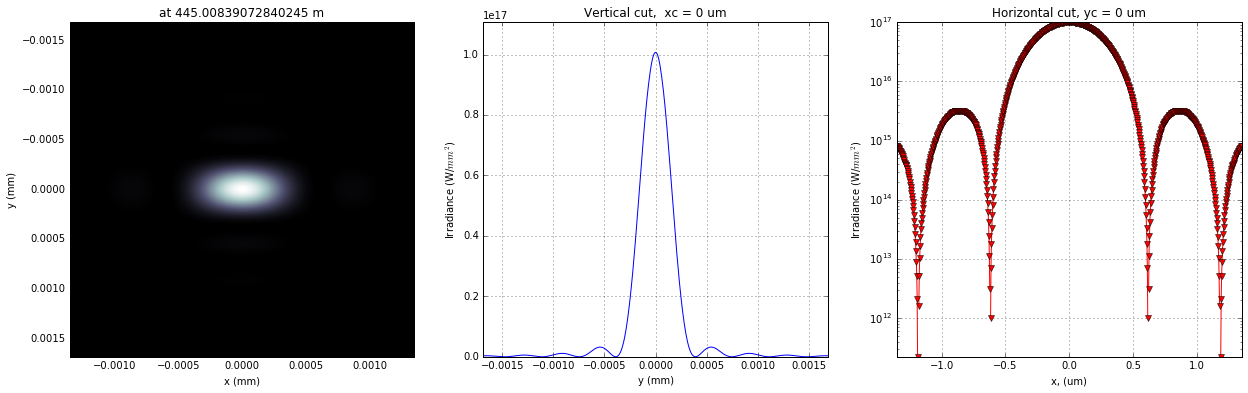 at 445.00839072840245 m
y (mm)
−0.0015
−0.0010
−0.0005
0.0000
0.0005
0.0010
0.0015
−0.0010 −0.0005 0.0000 0.0005 0.0010
x (mm)
Vertical cut, xc = 0 um
1e17
Irradiance (W/mm²)
1.0
0.8
0.6
0.4
0.2
0.0
−0.0015 −0.0010 −0.0005 0.0000 0.0005 0.0010 0.0015
y (mm)
Horizontal cut, yc = 0 um
Irradiance (W/mm²)
10¹⁷
10¹⁶
10¹⁵
10¹⁴
10¹³
10¹²
−1.0 −0.5 0.0 0.5 1.0
x, (um)